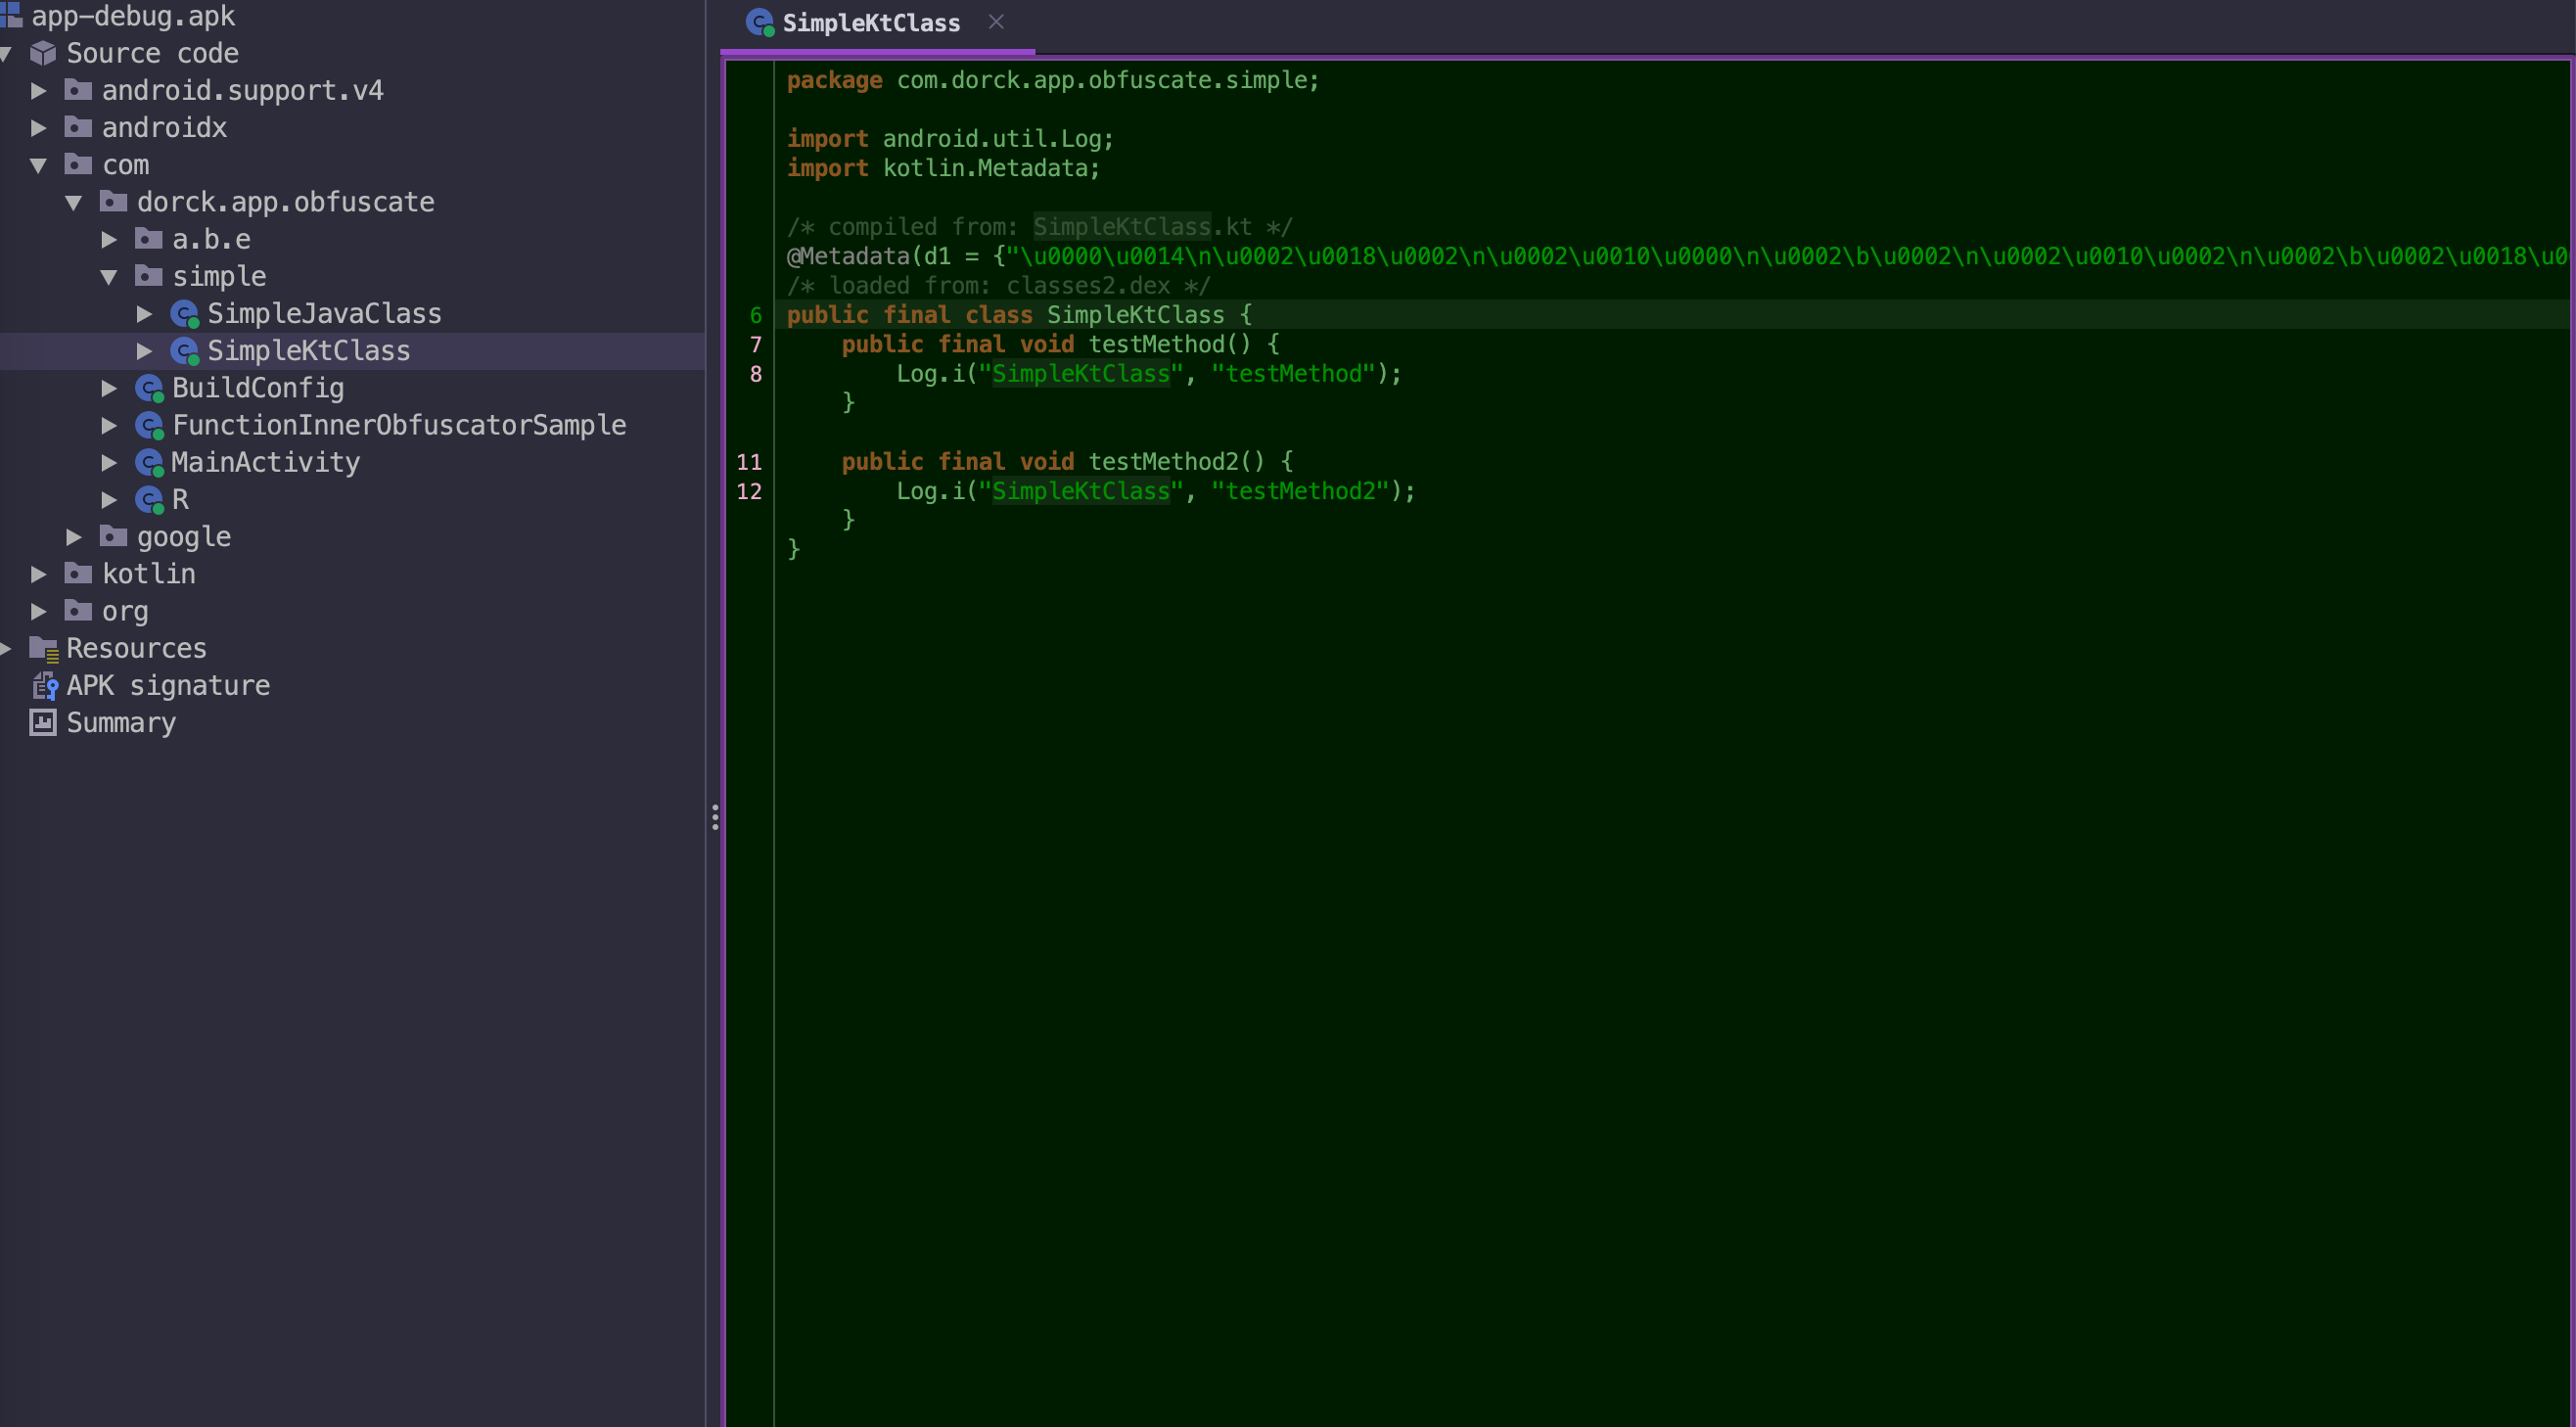 app-debug.apk
Source code
android.support.v4
androidx
com
dorck.app.obfuscate
a.b.e
simple
SimpleJavaClass
SimpleKtClass
BuildConfig
FunctionInnerObfuscatorSample
MainActivity
R
google
kotlin
org
Resources
APK signature
Summary
SimpleKtClass
package com.dorck.app.obfuscate.simple;
import android.util.Log;
import kotlin.Metadata;
/* compiled from: SimpleKtClass.kt */
@Metadata(d1 = {"\u0000\u0014\n\u0002\u0018\u0002\n\u0002\u0010\u0000\n\u0002\b\u0002\n\u0002\u0010\u0002\n\u0002\b\u0002\u0018\u0
/* loaded from: classes2.dex */
6 public final class SimpleKtClass {
7 public final void testMethod() {
8 Log.i("SimpleKtClass", "testMethod");
}
11 public final void testMethod2() {
12 Log.i("SimpleKtClass", "testMethod2");
}
}